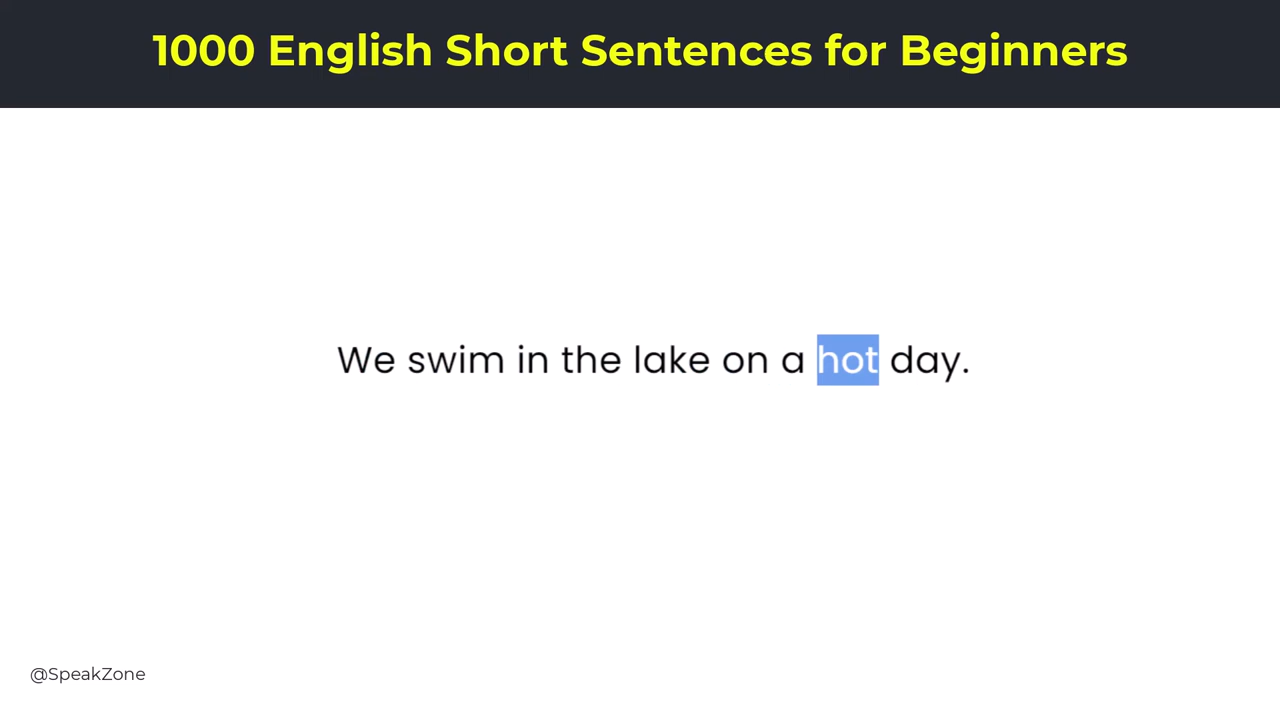 1000 English Short Sentences for Beginners
We swim in the lake on a hot day.
@SpeakZone